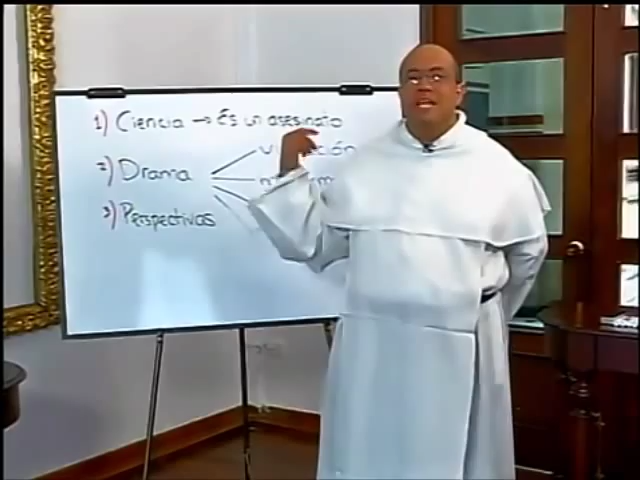 1) Ciencia → Es un asesinato
2) Drama
3) Perspectivas